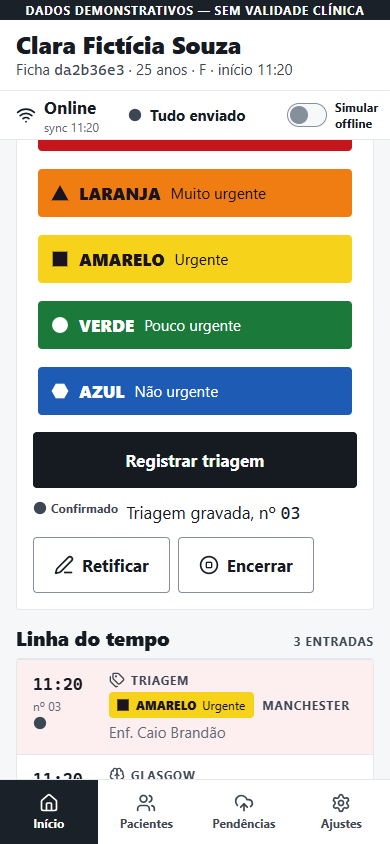 DADOS DEMONSTRATIVOS — SEM VALIDADE CLÍNICA
Clara Fictícia Souza
Ficha da2b36e3 · 25 anos · F · início 11:20
Online
sync 11:20
Tudo enviado
Simular
offline
LARANJA Muito urgente
AMARELO Urgente
VERDE Pouco urgente
AZUL Não urgente
Registrar triagem
Confirmado Triagem gravada, nº 03
Retificar
Encerrar
Linha do tempo
3 ENTRADAS
11:20
nº 03
TRIAGEM
AMARELO Urgente MANCHESTER
Enf. Caio Brandão
11:20
GLASGOW
Início
Pacientes
Pendências
Ajustes